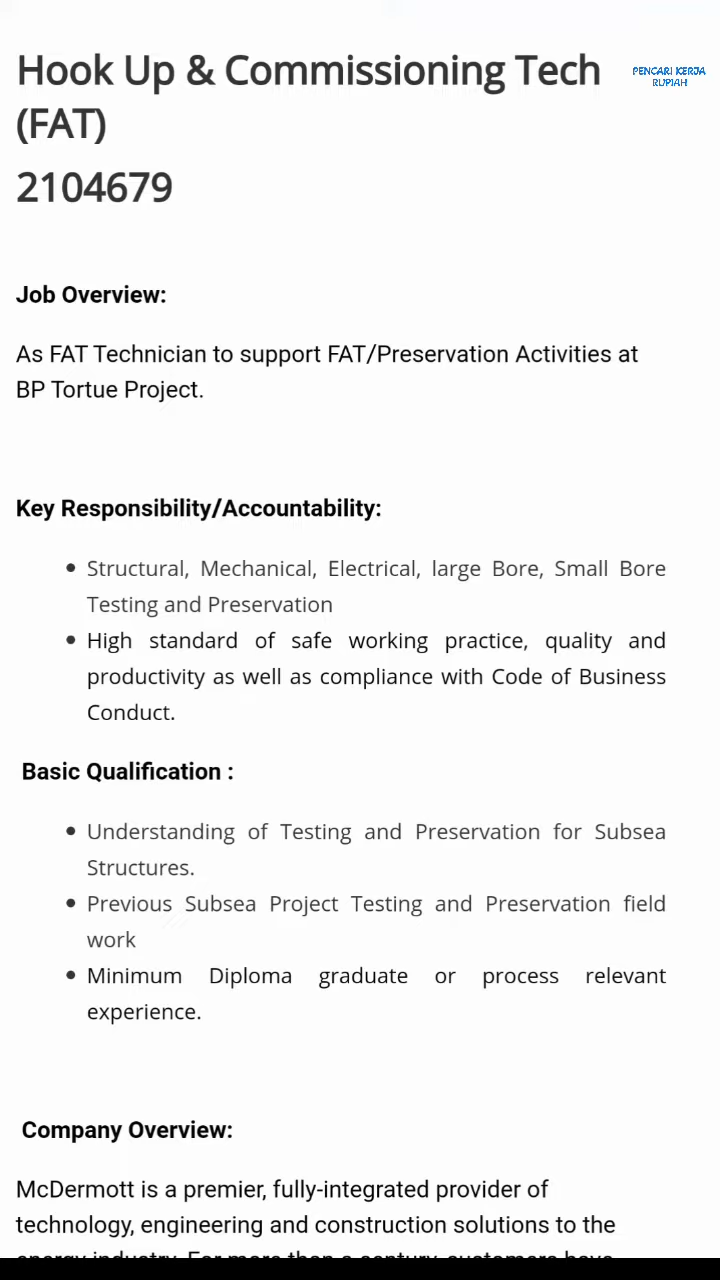 Hook Up & Commissioning Tech
PENCARI KERJA
RUPIAH
(FAT)
2104679
Job Overview:
As FAT Technician to support FAT/Preservation Activities at
BP Tortue Project.
Key Responsibility/Accountability:
• Structural, Mechanical, Electrical, large Bore, Small Bore
Testing and Preservation
• High standard of safe working practice, quality and
productivity as well as compliance with Code of Business
Conduct.
Basic Qualification :
• Understanding of Testing and Preservation for Subsea
Structures.
• Previous Subsea Project Testing and Preservation field
work
• Minimum Diploma graduate or process relevant
experience.
Company Overview:
McDermott is a premier, fully-integrated provider of
technology, engineering and construction solutions to the
energy industry. For more than a century, customers have